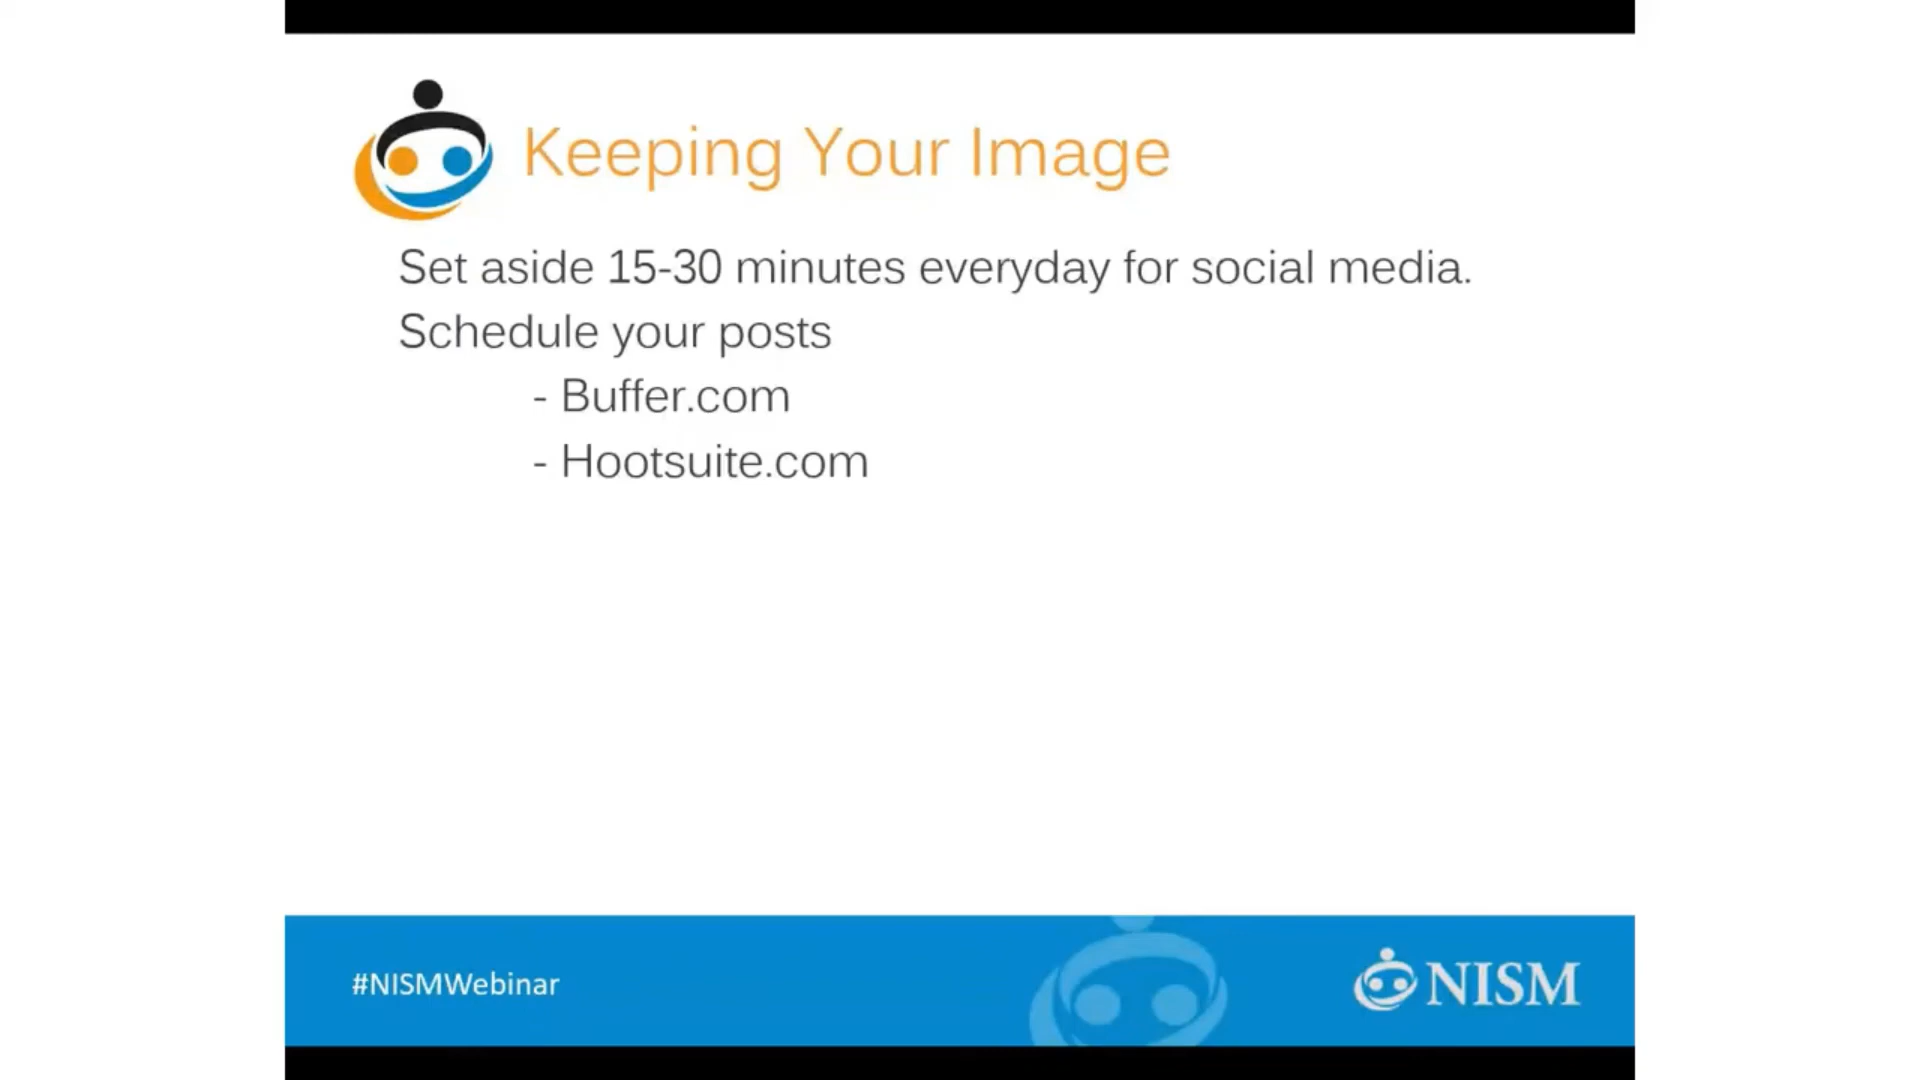 Keeping Your Image
Set aside 15-30 minutes everyday for social media.
Schedule your posts
- Buffer.com
- Hootsuite.com
#NISMWebinar
NISM